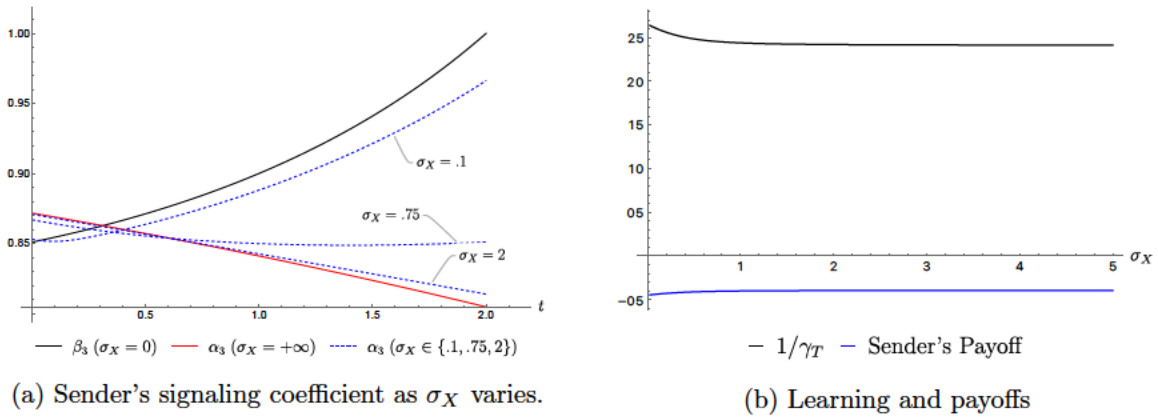 1.00
0.95
0.90
0.85
σX = .1
σX = .75
σX = 2
0.5 1.0 1.5 2.0 t
— β3 (σX = 0) — α3 (σX = +∞) ---- α3 (σX ∈ {.1, .75, 2})
(a) Sender's signaling coefficient as σX varies.
25
20
25
20
15
10
05
1 2 3 4 5 σX
−05
— 1/γT — Sender's Payoff
(b) Learning and payoffs